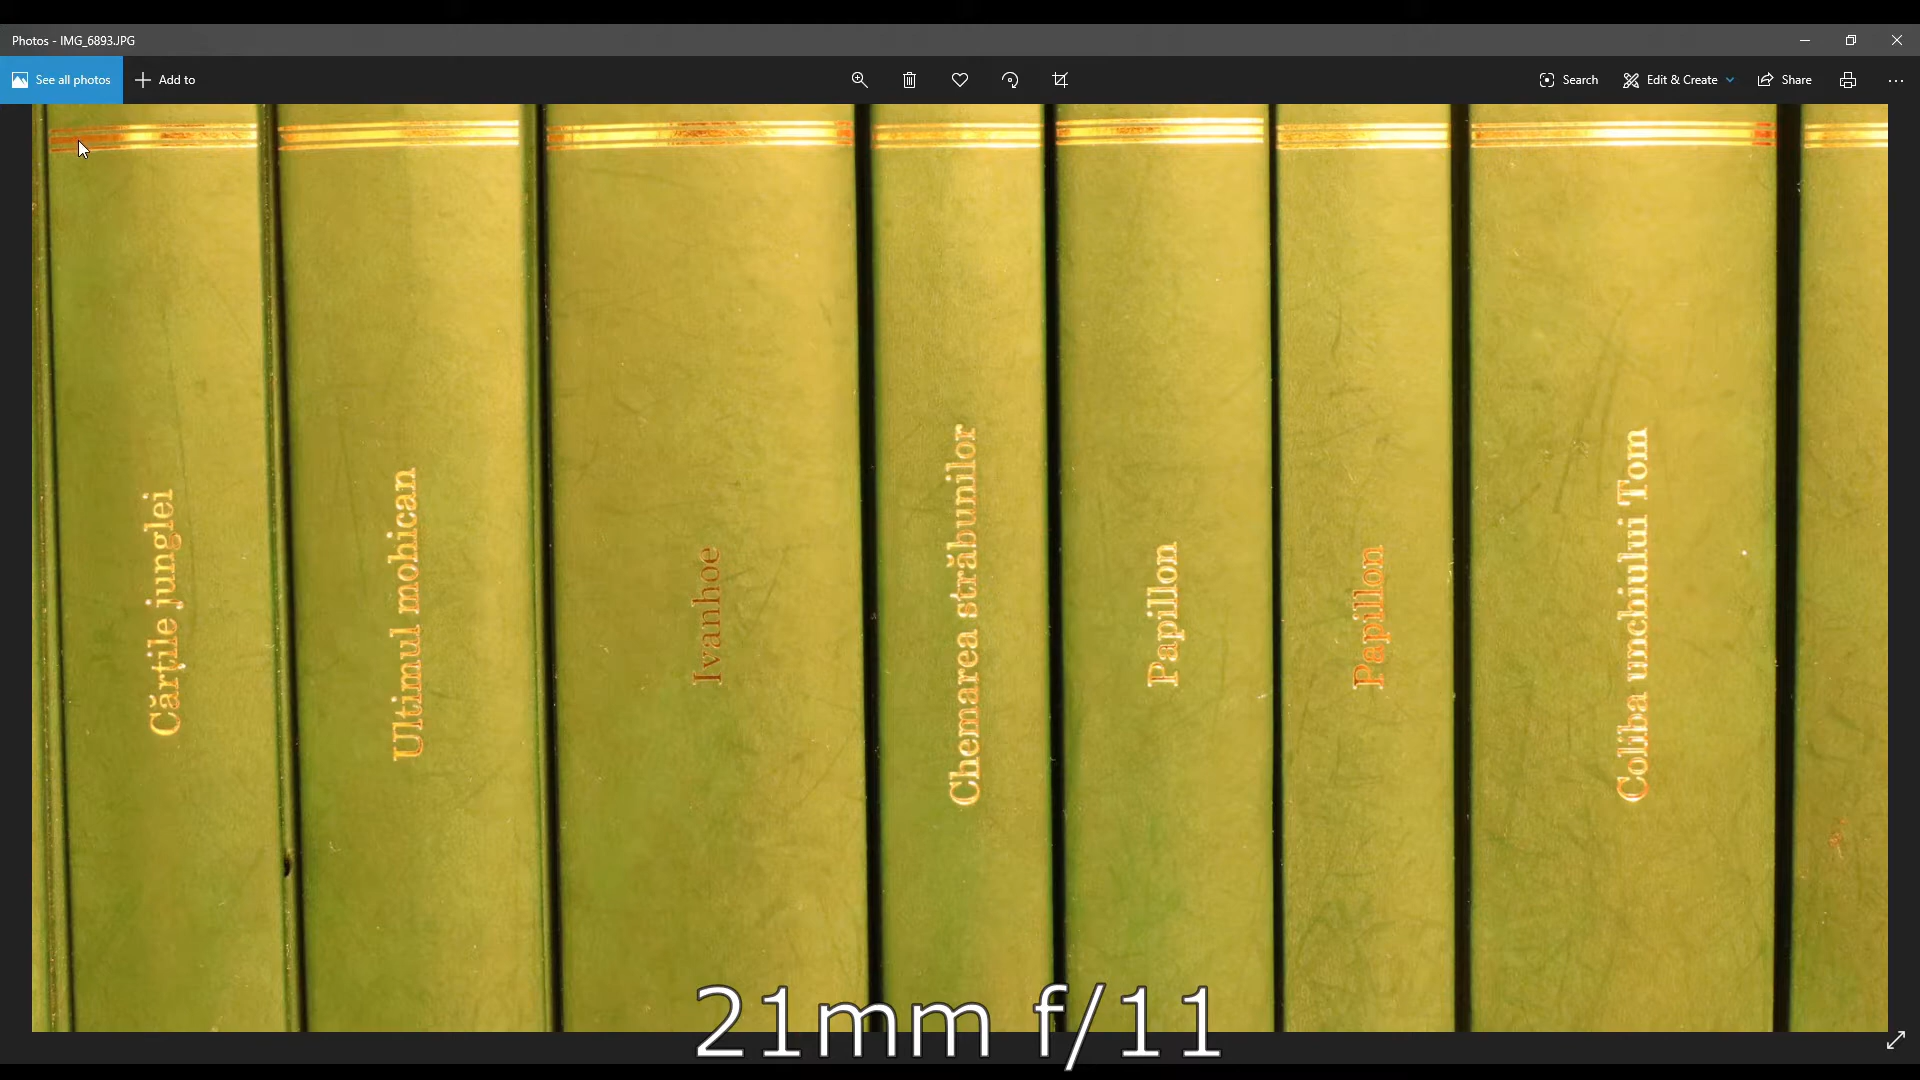 Photos - IMG_6893.JPG
See all photos
Add to
Search
Edit & Create
Share
Cărțile junglei
Ultimul mohican
Ivanhoe
Chemarea străbunilor
Papillon
Papillon
Coliba unchiului Tom
21mm f/11